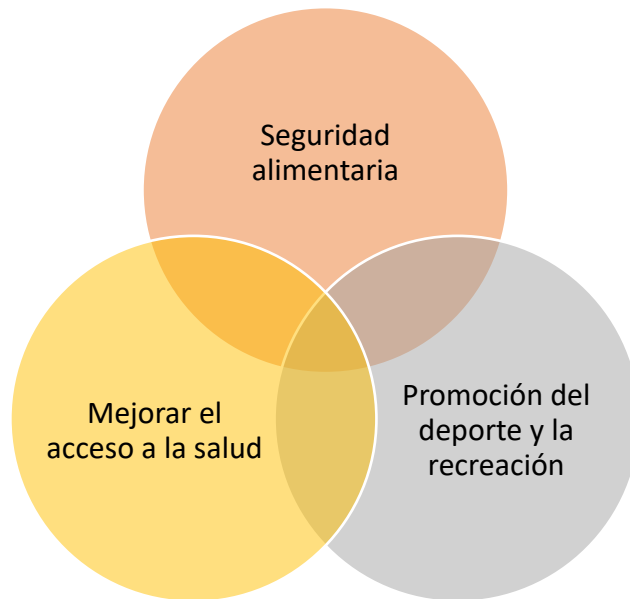 Seguridad
alimentaria
Mejorar el
acceso a la salud
Promoción del
deporte y la
recreación